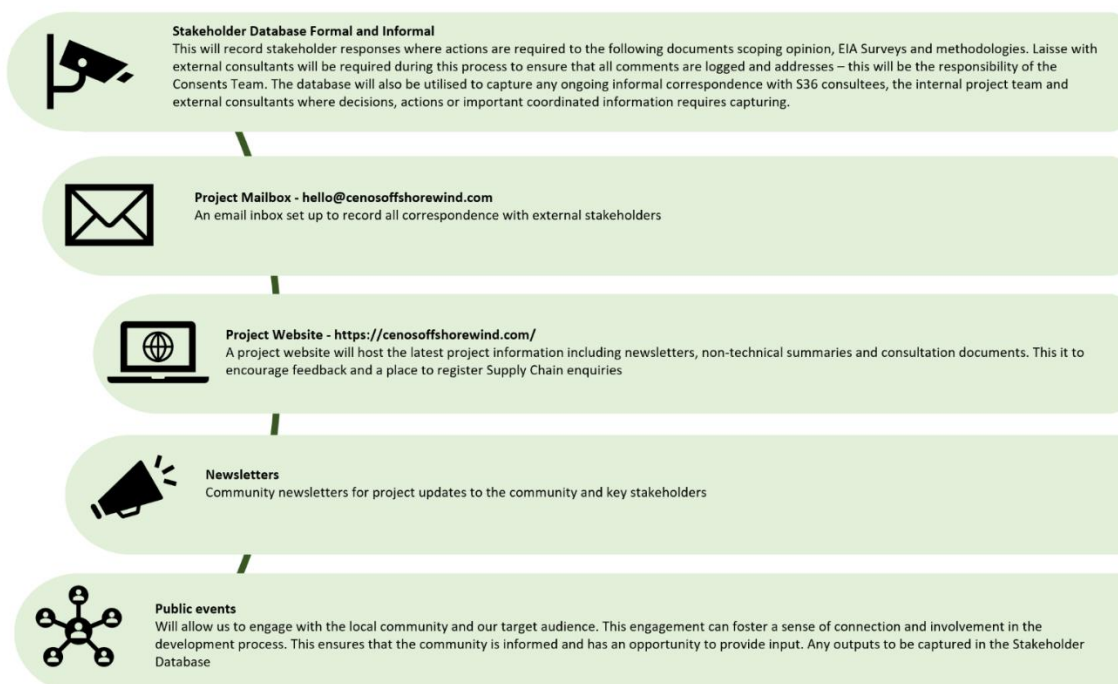 Stakeholder Database Formal and Informal
This will record stakeholder responses where actions are required to the following documents scoping opinion, EIA Surveys and methodologies. Laisse with
external consultants will be required during this process to ensure that all comments are logged and addresses – this will be the responsibility of the
Consents Team. The database will also be utilised to capture any ongoing informal correspondence with S36 consultees, the internal project team and
external consultants where decisions, actions or important coordinated information requires capturing.
Project Mailbox - hello@cenosoffshorewind.com
An email inbox set up to record all correspondence with external stakeholders
Project Website - https://cenosoffshorewind.com/
A project website will host the latest project information including newsletters, non-technical summaries and consultation documents. This it to
encourage feedback and a place to register Supply Chain enquiries
Newsletters
Community newsletters for project updates to the community and key stakeholders
Public events
Will allow us to engage with the local community and our target audience. This engagement can foster a sense of connection and involvement in the
development process. This ensures that the community is informed and has an opportunity to provide input. Any outputs to be captured in the Stakeholder
Database